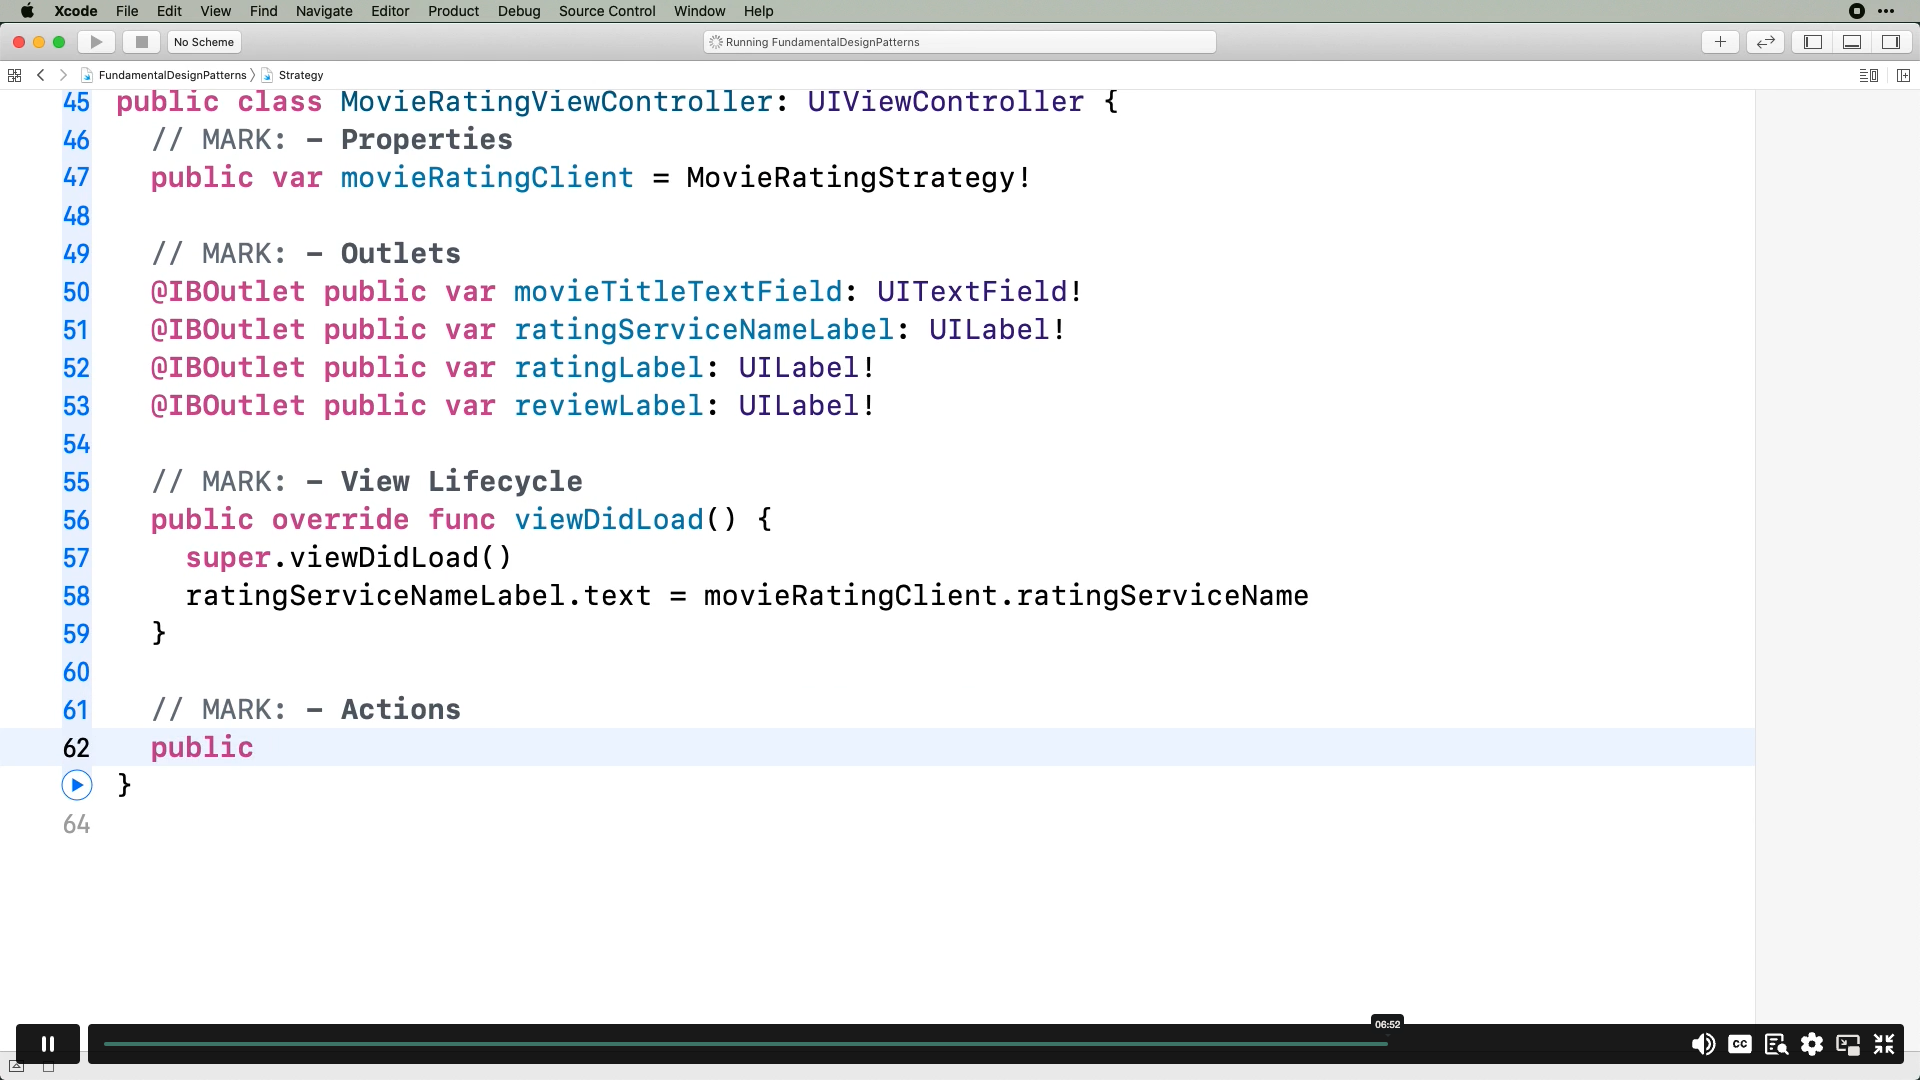 Xcode File Edit View Find Navigate Editor Product Debug Source Control Window Help
No Scheme
Running FundamentalDesignPatterns
FundamentalDesignPatterns Strategy
45 public class MovieRatingViewController: UIViewController {
46 // MARK: – Properties
47 public var movieRatingClient = MovieRatingStrategy!
48
49 // MARK: – Outlets
50 @IBOutlet public var movieTitleTextField: UITextField!
51 @IBOutlet public var ratingServiceNameLabel: UILabel!
52 @IBOutlet public var ratingLabel: UILabel!
53 @IBOutlet public var reviewLabel: UILabel!
54
55 // MARK: – View Lifecycle
56 public override func viewDidLoad() {
57 super.viewDidLoad()
58 ratingServiceNameLabel.text = movieRatingClient.ratingServiceName
59 }
60
61 // MARK: – Actions
62 public
}
64
06:52
CC